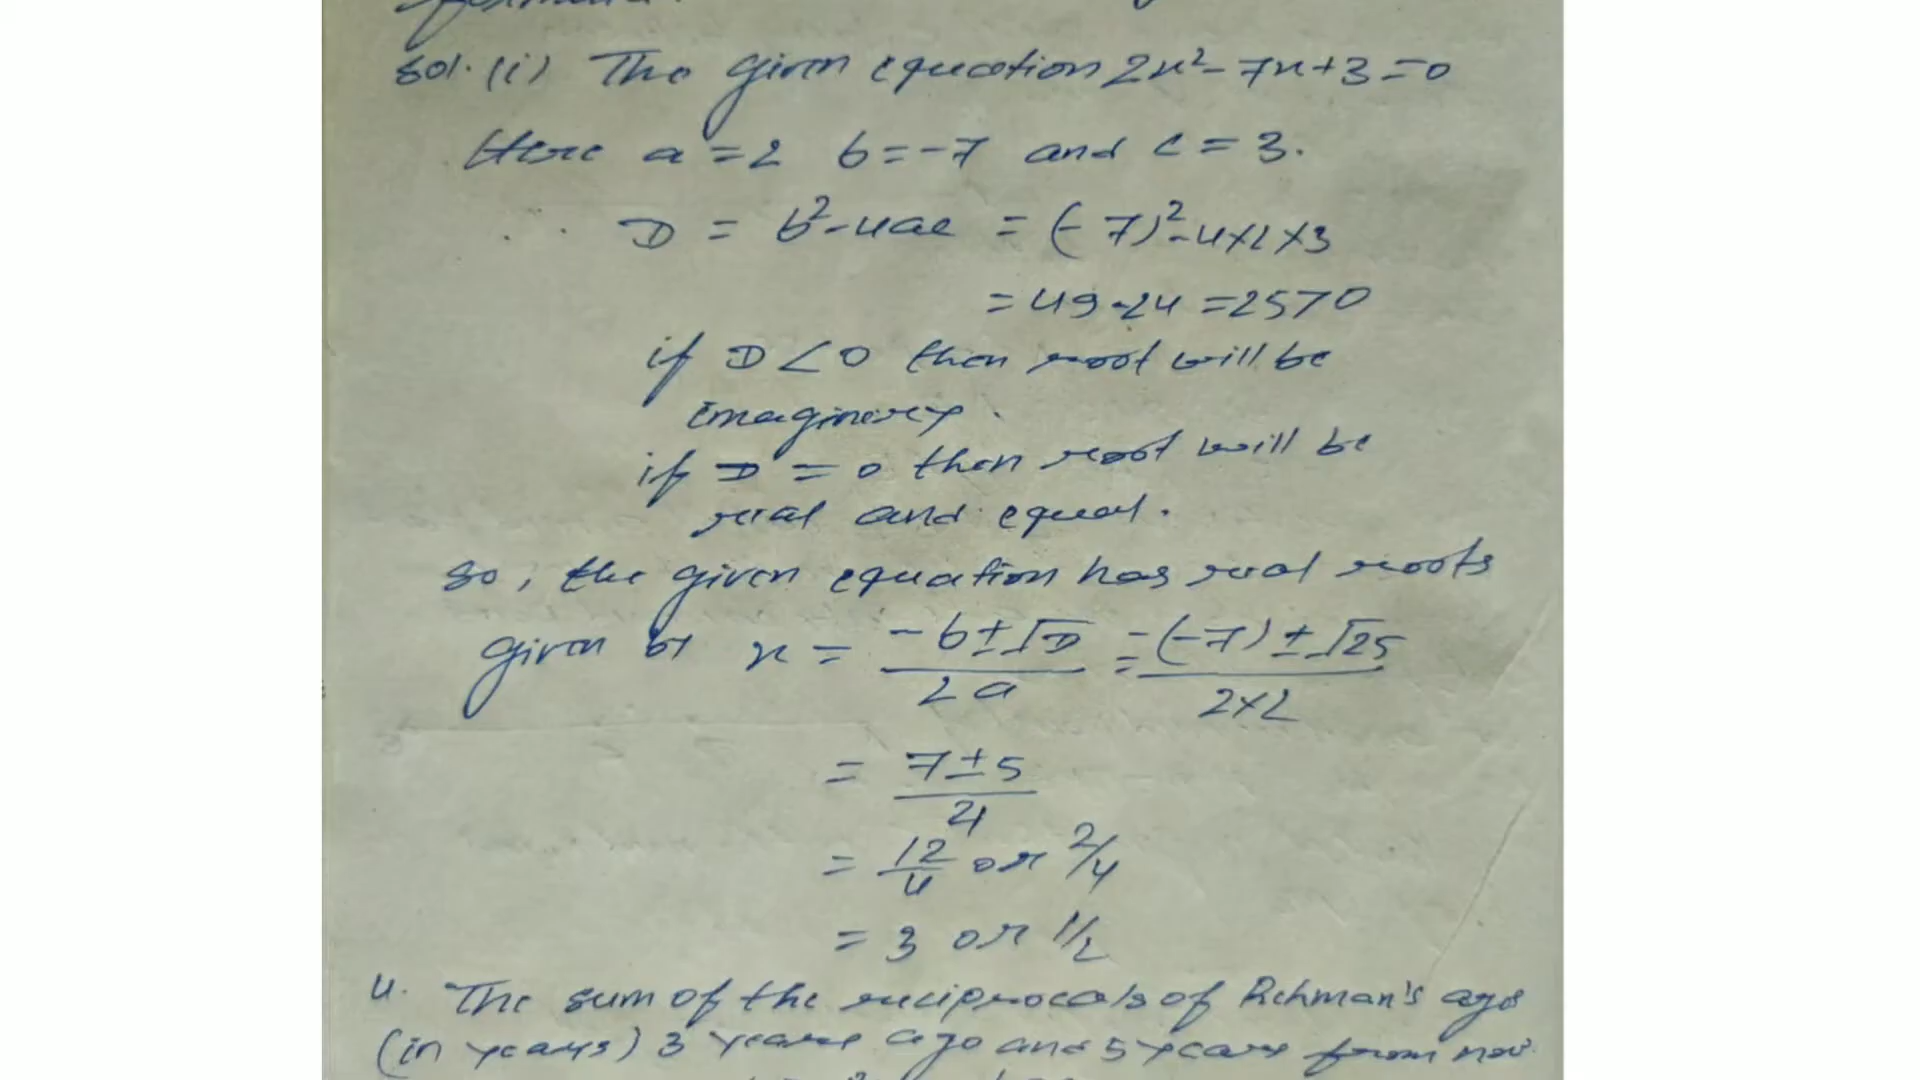 formula.
Sol. (i) The given equation 2x²-7x+3=0
Here a=2 b=-7 and c=3.
D = b²-4ac = (-7)²-4×2×3
=49-24=25>0
if D<0 then root will be
imaginery.
if D=0 then root will be
real and equal.
So, the given equation has real roots
given by x = (-b±√D)/2a = (-(-7)±√25)/2×2
= (7±5)/4
= 12/4 or 2/4
= 3 or 1/2
4. The sum of the reciprocals of Rehman's ages
(in years) 3 years ago and 5 years from now